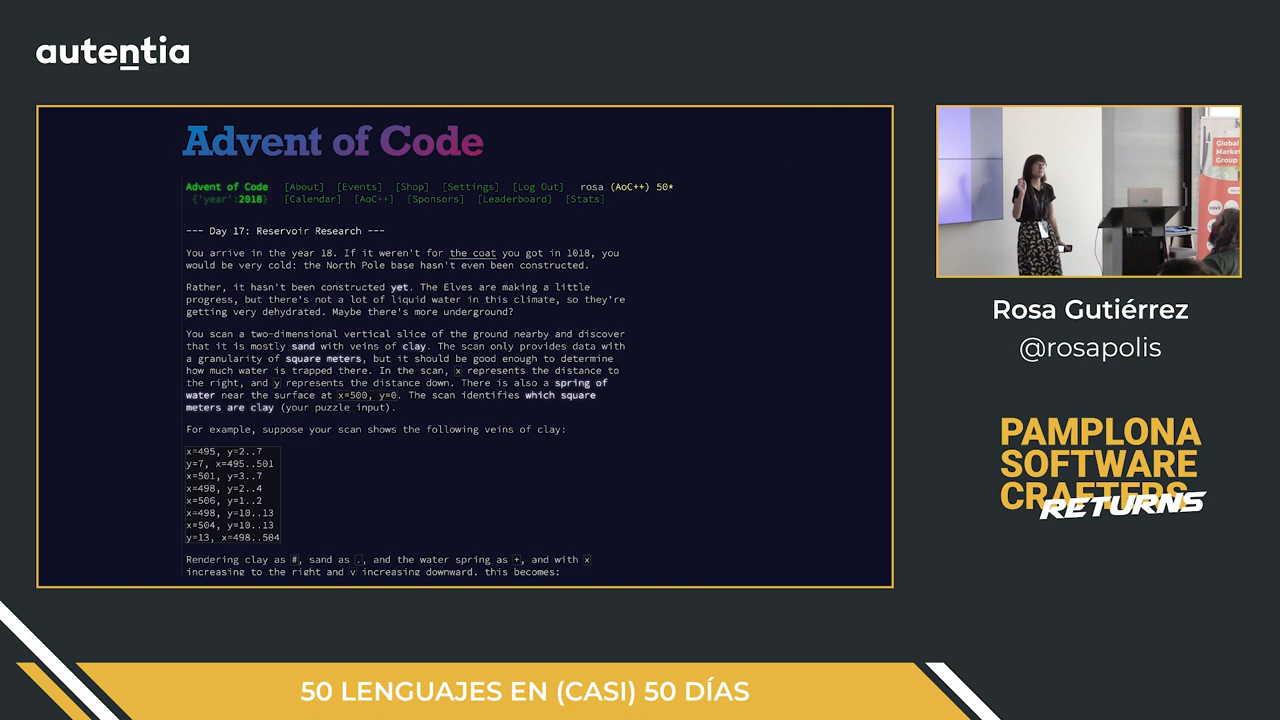 autentia
Advent of Code
Advent of Code [About] [Events] [Shop] [Settings] [Log Out] rosa (AoC++) 50*
{'year':2018} [Calendar] [AoC++] [Sponsors] [Leaderboard] [Stats]
--- Day 17: Reservoir Research ---
You arrive in the year 18. If it weren't for the coat you got in 1018, you
would be very cold: the North Pole base hasn't even been constructed.
Rather, it hasn't been constructed yet. The Elves are making a little
progress, but there's not a lot of liquid water in this climate, so they're
getting very dehydrated. Maybe there's more underground?
You scan a two-dimensional vertical slice of the ground nearby and discover
that it is mostly sand with veins of clay. The scan only provides data with
a granularity of square meters, but it should be good enough to determine
how much water is trapped there. In the scan, x represents the distance to
the right, and y represents the distance down. There is also a spring of
water near the surface at x=500, y=0. The scan identifies which square
meters are clay (your puzzle input).
For example, suppose your scan shows the following veins of clay:
x=495, y=2..7
y=7, x=495..501
x=501, y=3..7
x=498, y=2..4
x=506, y=1..2
x=498, y=10..13
x=504, y=10..13
y=13, x=498..504
Rendering clay as #, sand as ., and the water spring as +, and with x
increasing to the right and y increasing downward, this becomes:
Global
Market
Group
Rosa Gutiérrez
@rosapolis
PAMPLONA
SOFTWARE
CRAFTERS
RETURNS
50 LENGUAJES EN (CASI) 50 DÍAS